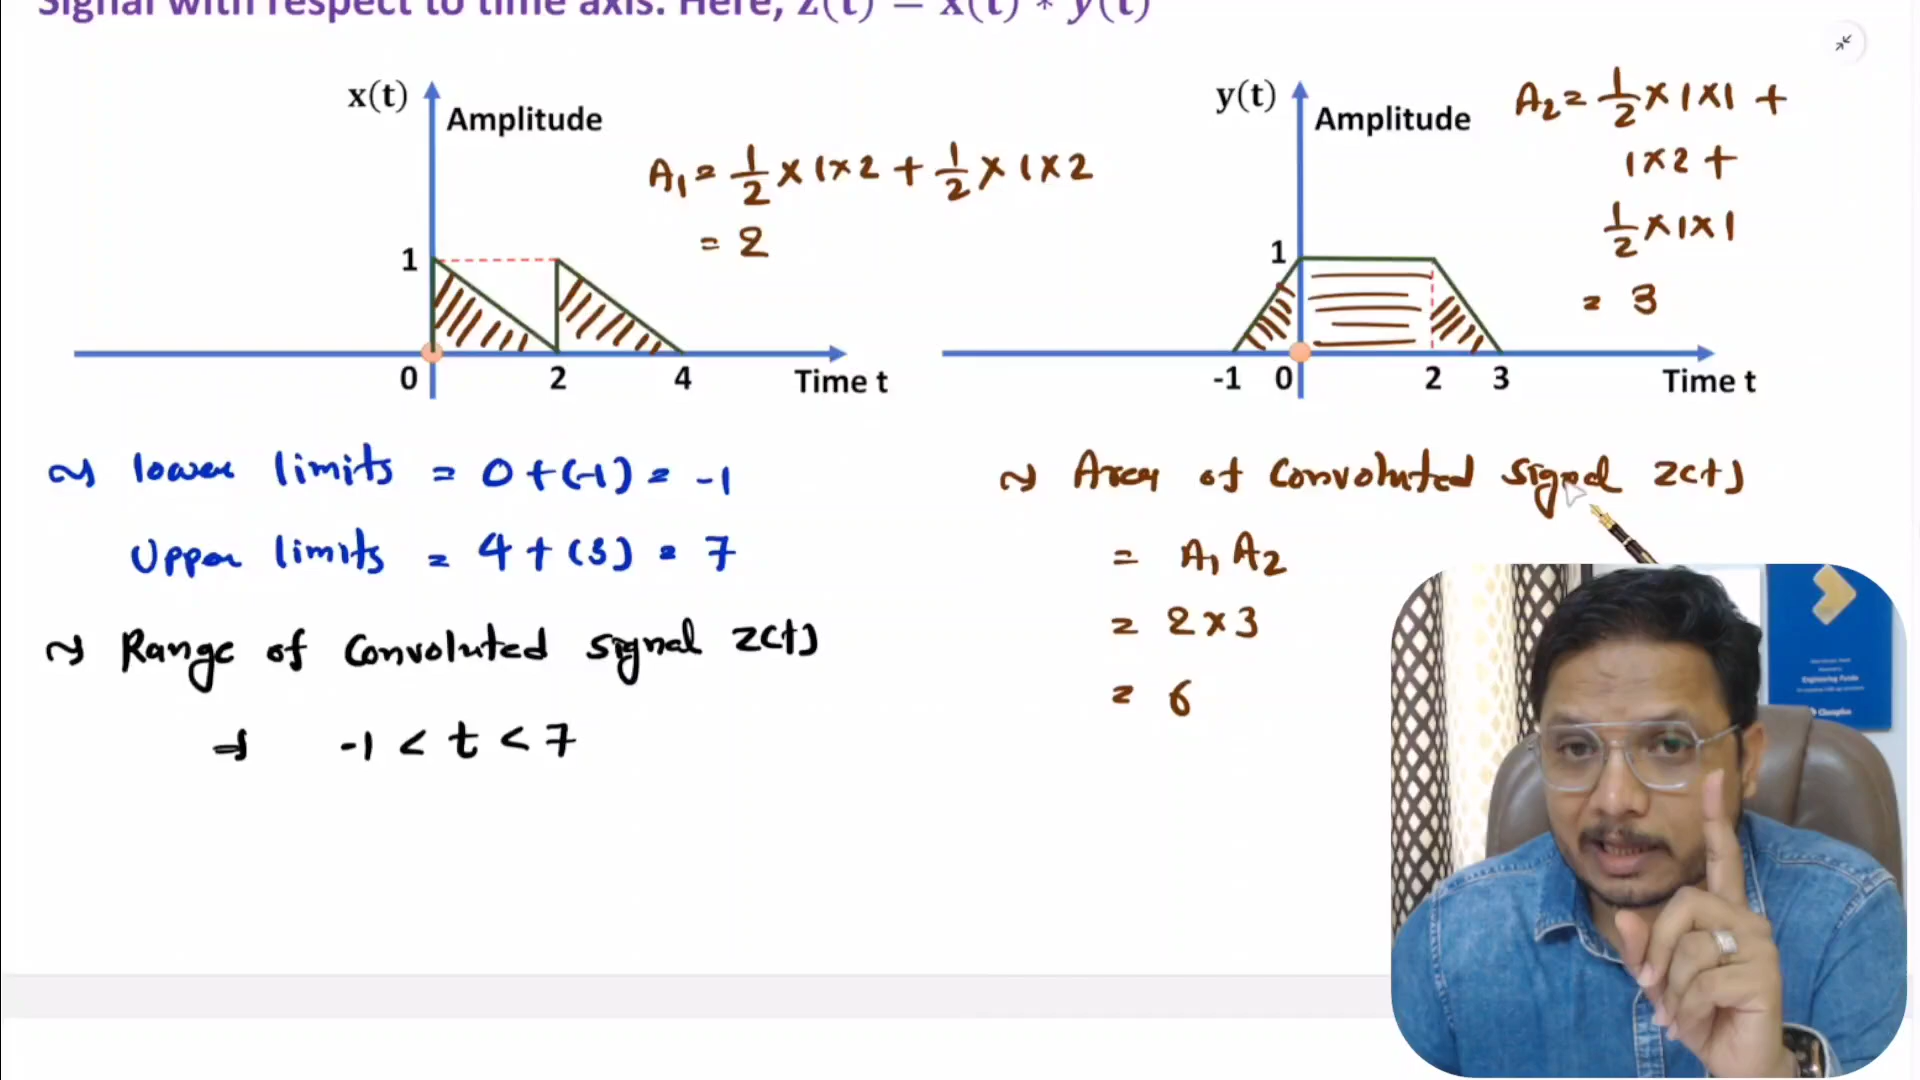 Signal with respect to time axis. Here, z(t) = x(t) * y(t)
x(t)
Amplitude
A₁ = 1/2 × 1×2 + 1/2 × 1×2
= 2
1
0
2
4
Time t
y(t)
Amplitude
A₂ = 1/2 × 1×1 +
1×2 +
1/2 × 1×1
= 3
1
-1
0
2
3
Time t
~ lower limits = 0 + (-1) = -1
Upper limits = 4 + (3) = 7
~ Range of Convoluted signal z(t)
⇒ -1 < t < 7
~ Area of Convoluted signal z(t)
= A₁ A₂
= 2 × 3
= 6
Engineering Funda